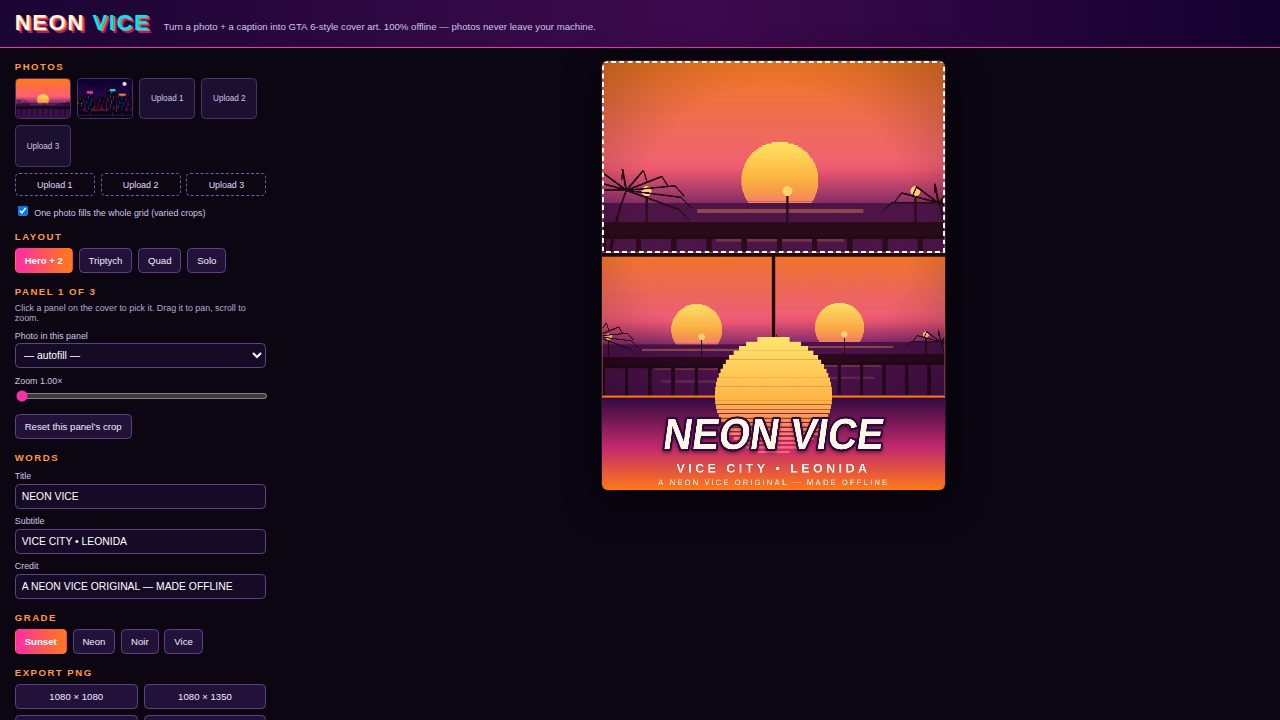 NEON VICE
Turn a photo + a caption into GTA 6-style cover art. 100% offline — photos never leave your machine.
PHOTOS
Upload 1
Upload 2
Upload 3
Upload 1
Upload 2
Upload 3
One photo fills the whole grid (varied crops)
LAYOUT
Hero + 2
Triptych
Quad
Solo
PANEL 1 OF 3
Click a panel on the cover to pick it. Drag it to pan, scroll to
zoom.
Photo in this panel
— autofill —
Zoom 1.00×
Reset this panel's crop
WORDS
Title
NEON VICE
Subtitle
VICE CITY • LEONIDA
Credit
A NEON VICE ORIGINAL — MADE OFFLINE
GRADE
Sunset
Neon
Noir
Vice
EXPORT PNG
1080 × 1080
1080 × 1350
NEON VICE
VICE CITY • LEONIDA
A NEON VICE ORIGINAL — MADE OFFLINE